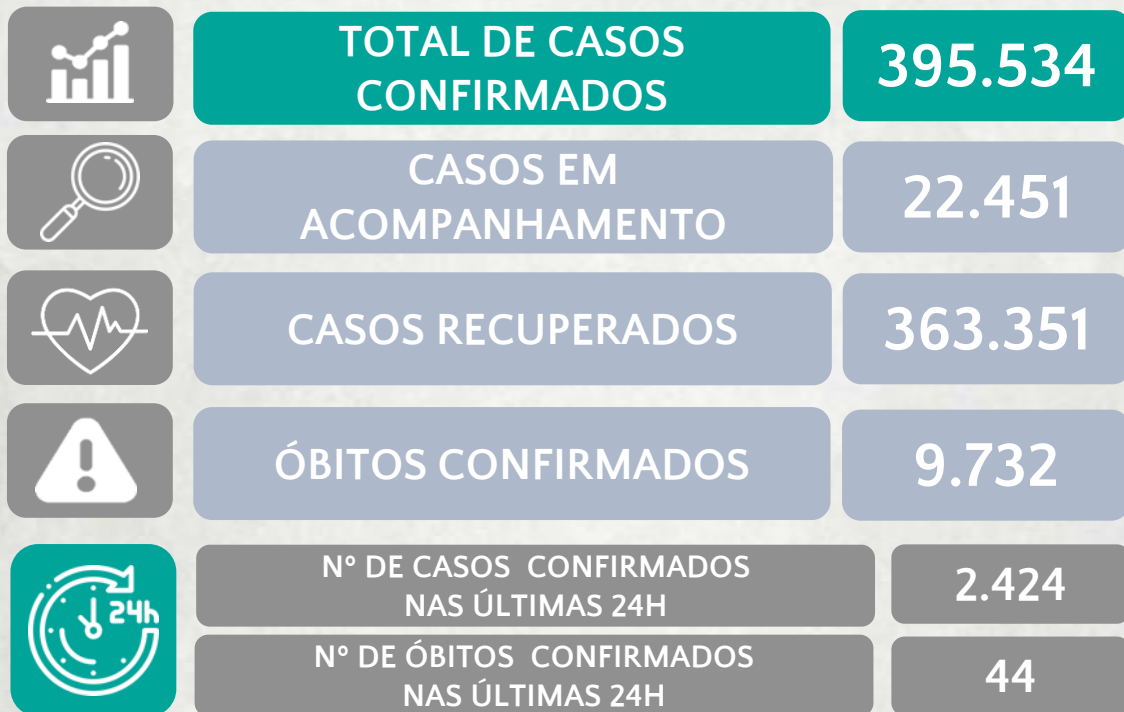 TOTAL DE CASOS
CONFIRMADOS
395.534
CASOS EM
ACOMPANHAMENTO
22.451
CASOS RECUPERADOS
363.351
ÓBITOS CONFIRMADOS
9.732
24h
Nº DE CASOS CONFIRMADOS
NAS ÚLTIMAS 24H
2.424
Nº DE ÓBITOS CONFIRMADOS
NAS ÚLTIMAS 24H
44